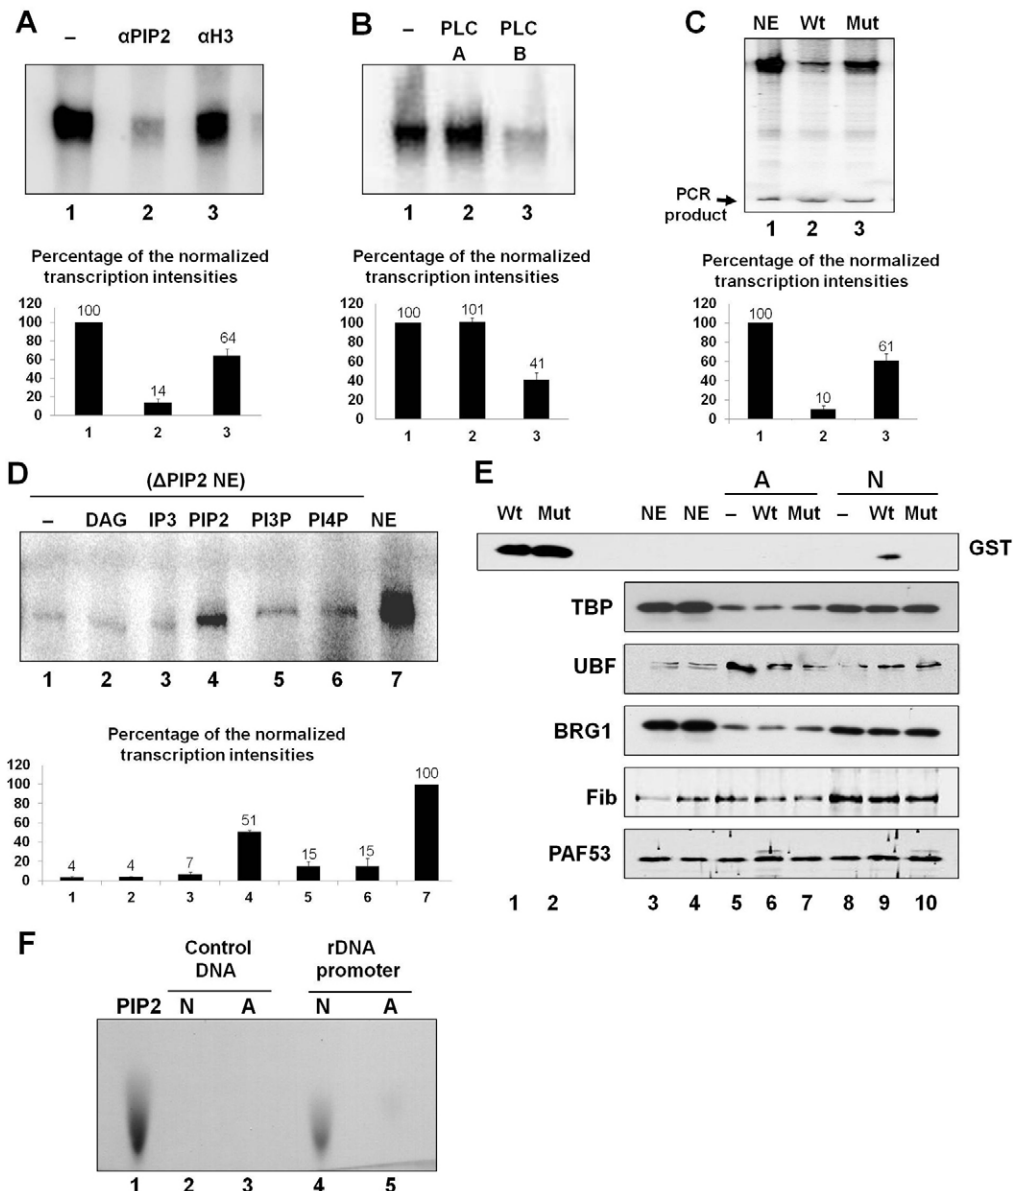 A
– αPIP2 αH3
1 2 3
Percentage of the normalized
transcription intensities
120
100
80
60
40
20
0
100
14
64
1 2 3
B
– PLC PLC
A B
1 2 3
Percentage of the normalized
transcription intensities
120
100
80
60
40
20
0
100
101
41
1 2 3
C
NE Wt Mut
PCR
product
1 2 3
Percentage of the normalized
transcription intensities
120
100
80
60
40
20
0
100
10
61
1 2 3
D
(ΔPIP2 NE)
– DAG IP3 PIP2 PI3P PI4P NE
1 2 3 4 5 6 7
Percentage of the normalized
transcription intensities
120
100
80
60
40
20
0
4
4
7
51
15
15
100
1 2 3 4 5 6 7
E
A N
Wt Mut NE NE – Wt Mut – Wt Mut
GST
TBP
UBF
BRG1
Fib
PAF53
1 2 3 4 5 6 7 8 9 10
F
Control rDNA
DNA promoter
PIP2 N A N A
1 2 3 4 5